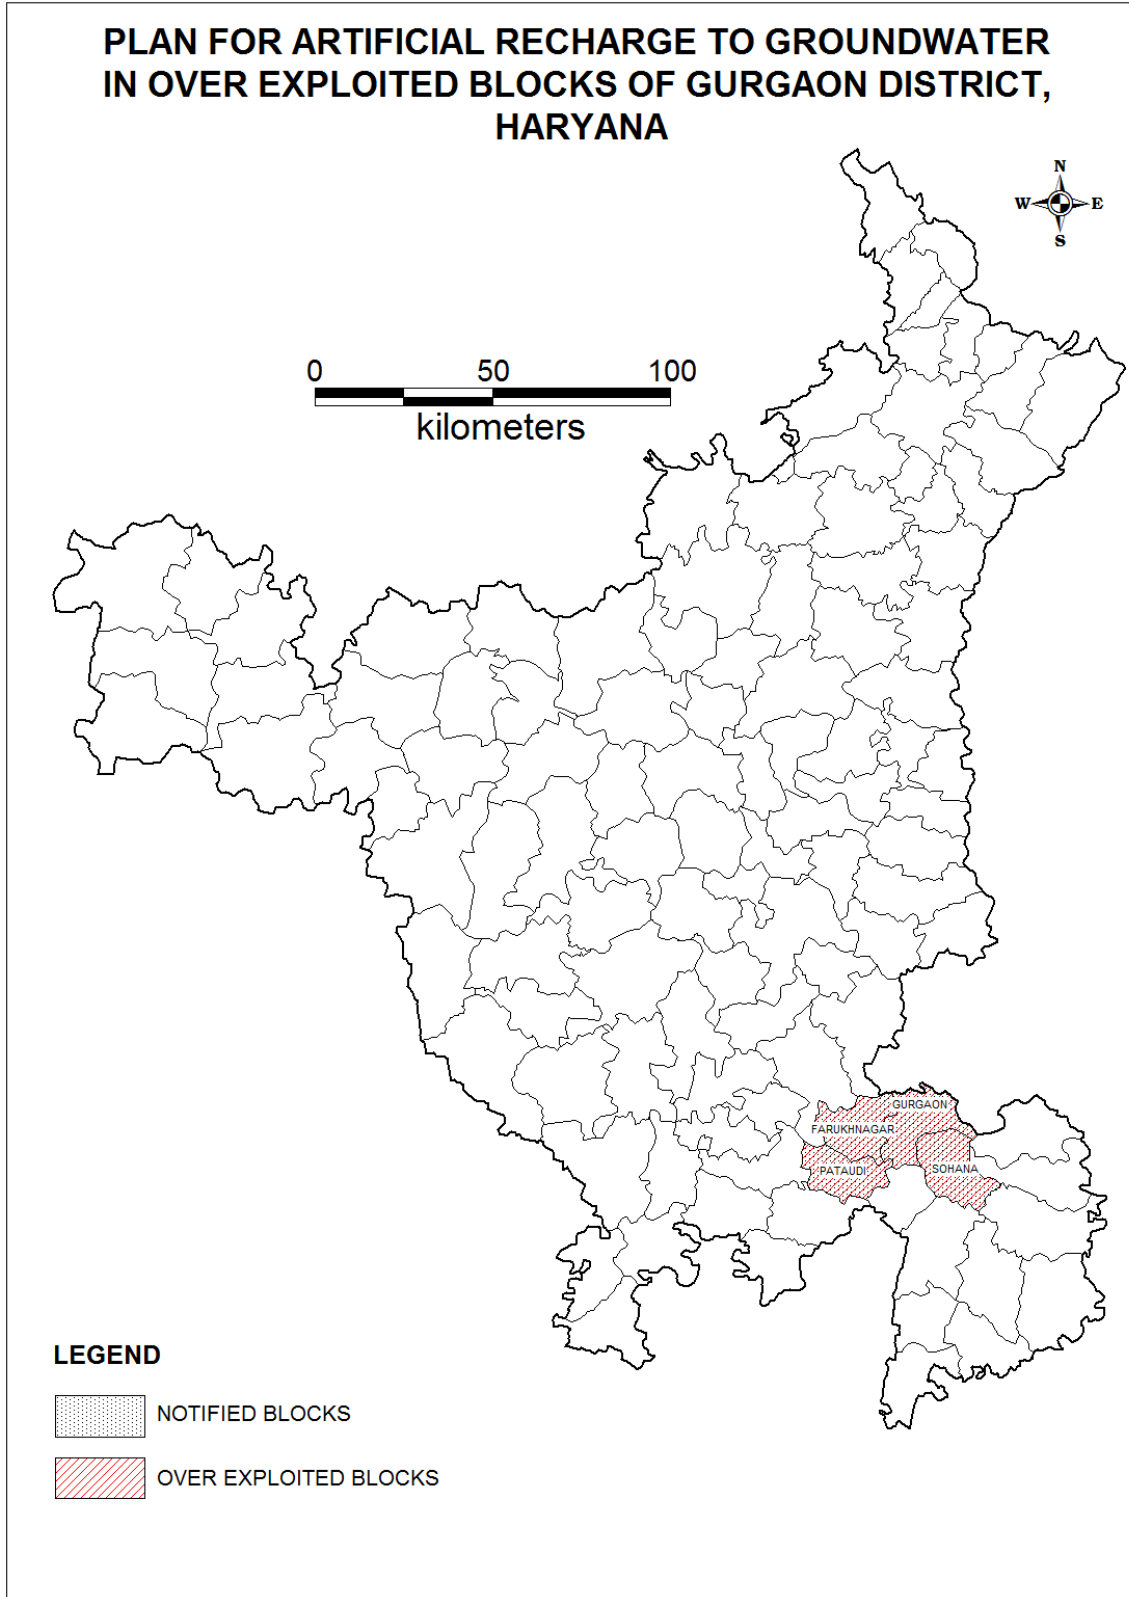 PLAN FOR ARTIFICIAL RECHARGE TO GROUNDWATER
IN OVER EXPLOITED BLOCKS OF GURGAON DISTRICT,
HARYANA
N
W E
S
0 50 100
kilometers
GURGAON
FARUKHNAGAR
PATAUDI
SOHANA
LEGEND
NOTIFIED BLOCKS
OVER EXPLOITED BLOCKS